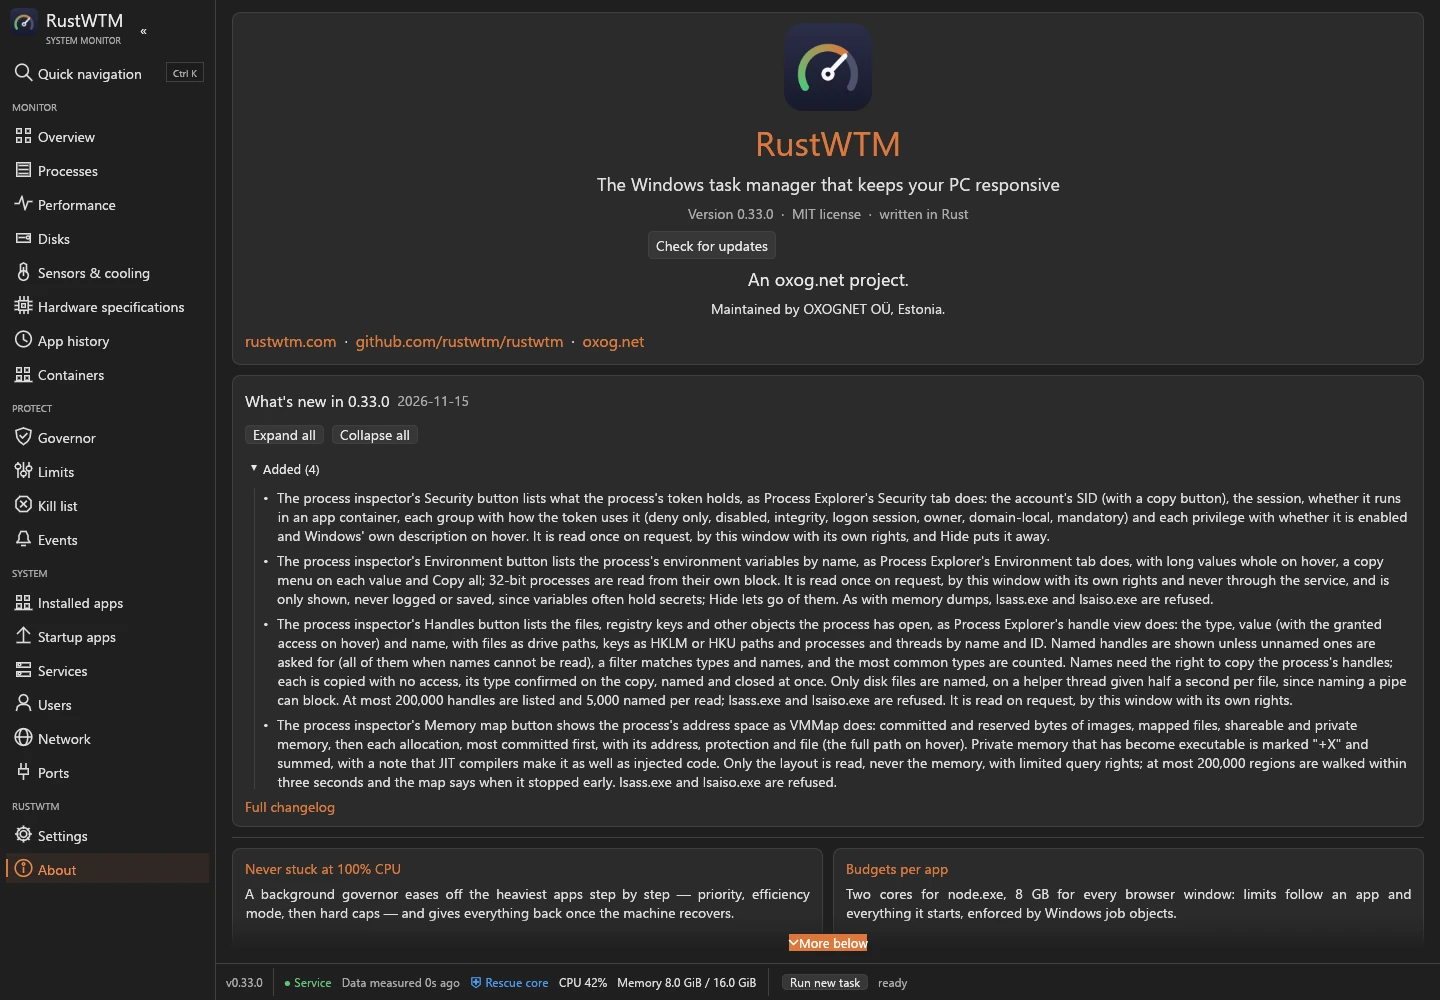 RustWTM
SYSTEM MONITOR
«
Quick navigation
Ctrl K
MONITOR
Overview
Processes
Performance
Disks
Sensors & cooling
Hardware specifications
App history
Containers
PROTECT
Governor
Limits
Kill list
Events
SYSTEM
Installed apps
Startup apps
Services
Users
Network
Ports
RUSTWTM
Settings
About
RustWTM
The Windows task manager that keeps your PC responsive
Version 0.33.0 · MIT license · written in Rust
Check for updates
An oxog.net project.
Maintained by OXOGNET OÜ, Estonia.
rustwtm.com · github.com/rustwtm/rustwtm · oxog.net
What's new in 0.33.0 2026-11-15
Expand all Collapse all
▼ Added (4)
• The process inspector's Security button lists what the process's token holds, as Process Explorer's Security tab does: the account's SID (with a copy button), the session, whether it runs
in an app container, each group with how the token uses it (deny only, disabled, integrity, logon session, owner, domain-local, mandatory) and each privilege with whether it is enabled
and Windows' own description on hover. It is read once on request, by this window with its own rights, and Hide puts it away.
• The process inspector's Environment button lists the process's environment variables by name, as Process Explorer's Environment tab does, with long values whole on hover, a copy
menu on each value and Copy all; 32-bit processes are read from their own block. It is read once on request, by this window with its own rights and never through the service, and is
only shown, never logged or saved, since variables often hold secrets; Hide lets go of them. As with memory dumps, lsass.exe and lsaiso.exe are refused.
• The process inspector's Handles button lists the files, registry keys and other objects the process has open, as Process Explorer's handle view does: the type, value (with the granted
access on hover) and name, with files as drive paths, keys as HKLM or HKU paths and processes and threads by name and ID. Named handles are shown unless unnamed ones are
asked for (all of them when names cannot be read), a filter matches types and names, and the most common types are counted. Names need the right to copy the process's handles;
each is copied with no access, its type confirmed on the copy, named and closed at once. Only disk files are named, on a helper thread given half a second per file, since naming a pipe
can block. At most 200,000 handles are listed and 5,000 named per read; lsass.exe and lsaiso.exe are refused. It is read on request, by this window with its own rights.
• The process inspector's Memory map button shows the process's address space as VMMap does: committed and reserved bytes of images, mapped files, shareable and private
memory, then each allocation, most committed first, with its address, protection and file (the full path on hover). Private memory that has become executable is marked "+X" and
summed, with a note that JIT compilers make it as well as injected code. Only the layout is read, never the memory, with limited query rights; at most 200,000 regions are walked within
three seconds and the map says when it stopped early. lsass.exe and lsaiso.exe are refused.
Full changelog
Never stuck at 100% CPU
A background governor eases off the heaviest apps step by step — priority, efficiency
mode, then hard caps — and gives everything back once the machine recovers.
Budgets per app
Two cores for node.exe, 8 GB for every browser window: limits follow an app and
everything it starts, enforced by Windows job objects.
More below
v0.33.0 ● Service Data measured 0s ago Rescue core CPU 42% Memory 8.0 GiB / 16.0 GiB Run new task ready